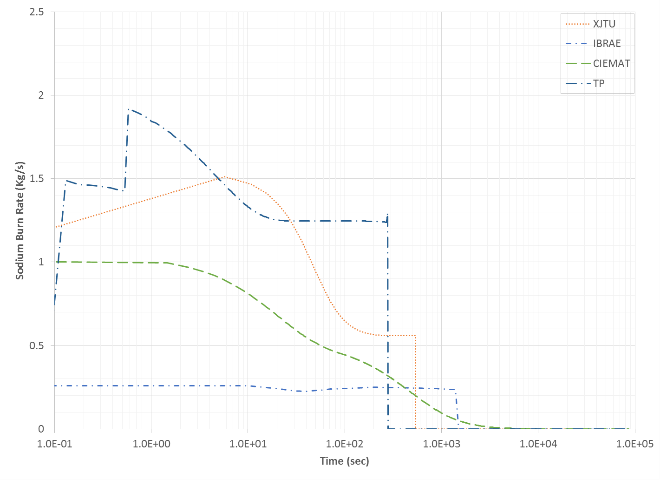 2.5
2
1.5
1
0.5
0
Sodium Burn Rate (Kg/s)
XJTU
IBRAE
CIEMAT
TP
1.0E-01 1.0E+00 1.0E+01 1.0E+02 1.0E+03 1.0E+04 1.0E+05
Time (sec)